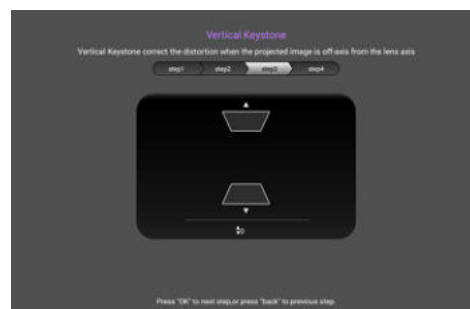 Vertical Keystone
Vertical Keystone correct the distortion when the projected image is off-axis from the lens axis
step1 step2 step3 step4
0
Press "OK" to next step,or press "back" to previous step.